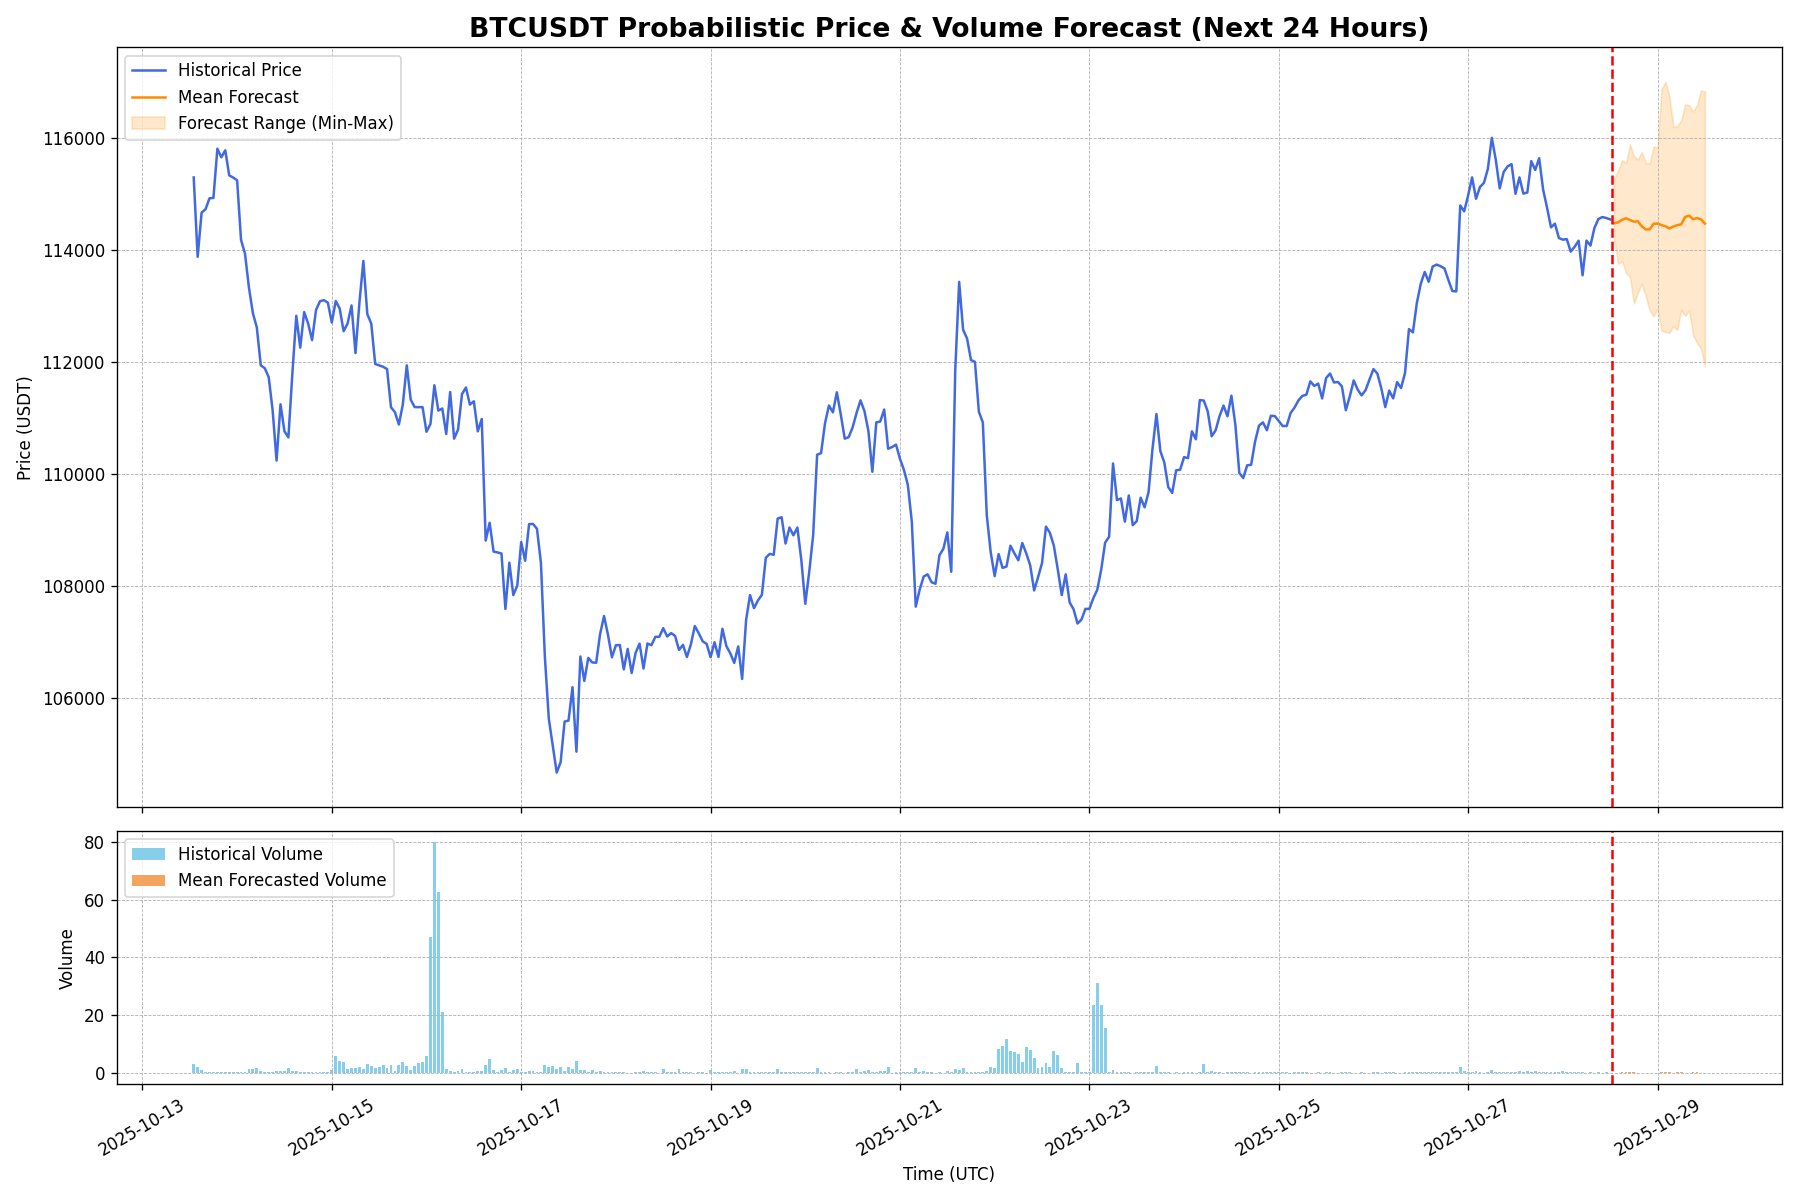 BTCUSDT Probabilistic Price & Volume Forecast (Next 24 Hours)
Historical Price
Mean Forecast
Forecast Range (Min-Max)
116000
114000
112000
110000
108000
106000
Price (USDT)
Historical Volume
Mean Forecasted Volume
80
60
40
20
0
Volume
2025-10-13
2025-10-15
2025-10-17
2025-10-19
2025-10-21
2025-10-23
2025-10-25
2025-10-27
2025-10-29
Time (UTC)